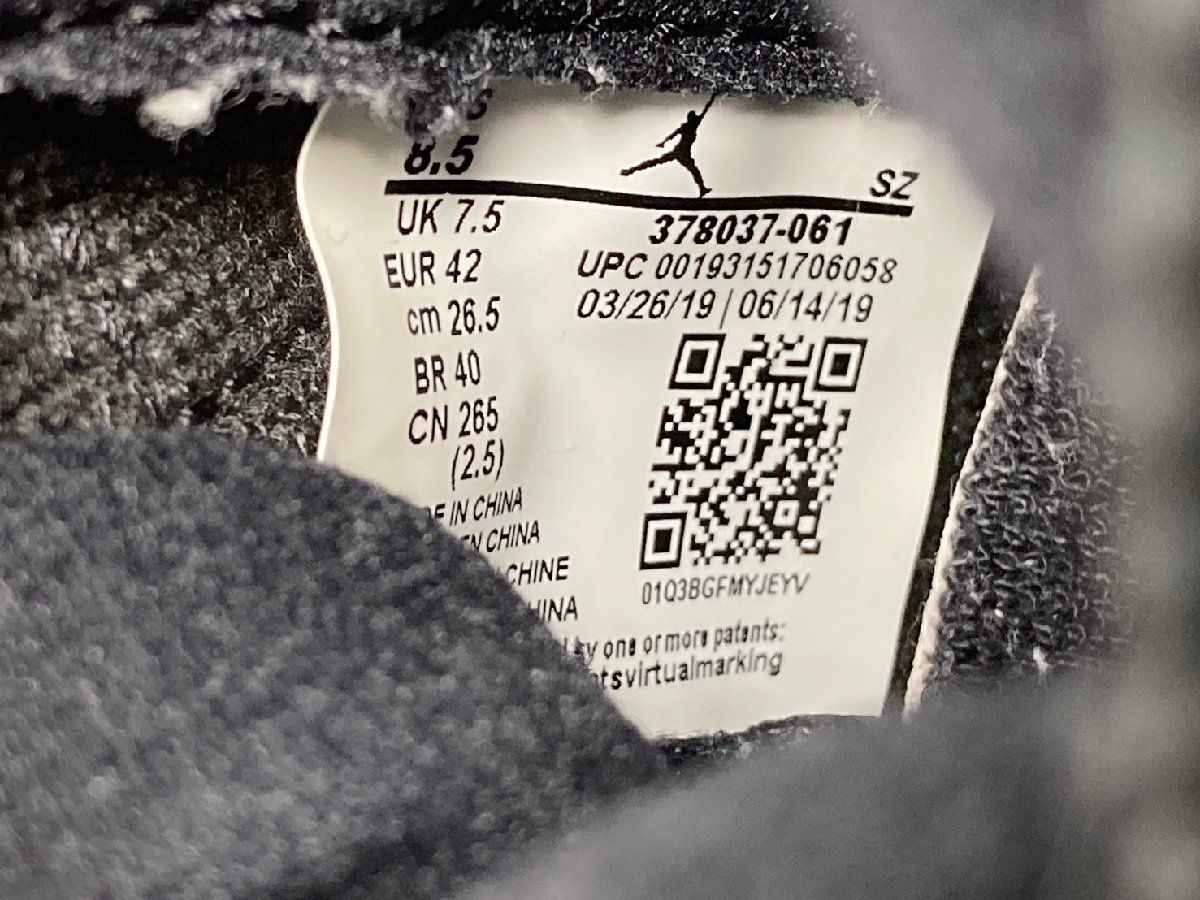 8.5
SZ
UK 7.5
378037-061
EUR 42
UPC 00193151706058
cm 26.5
03/26/19 | 06/14/19
BR 40
CN 265
(2.5)
IN CHINA
EN CHINA
CHINE
01Q3BGFMYJEYV
by one or more patents:
tsvirtualmarking